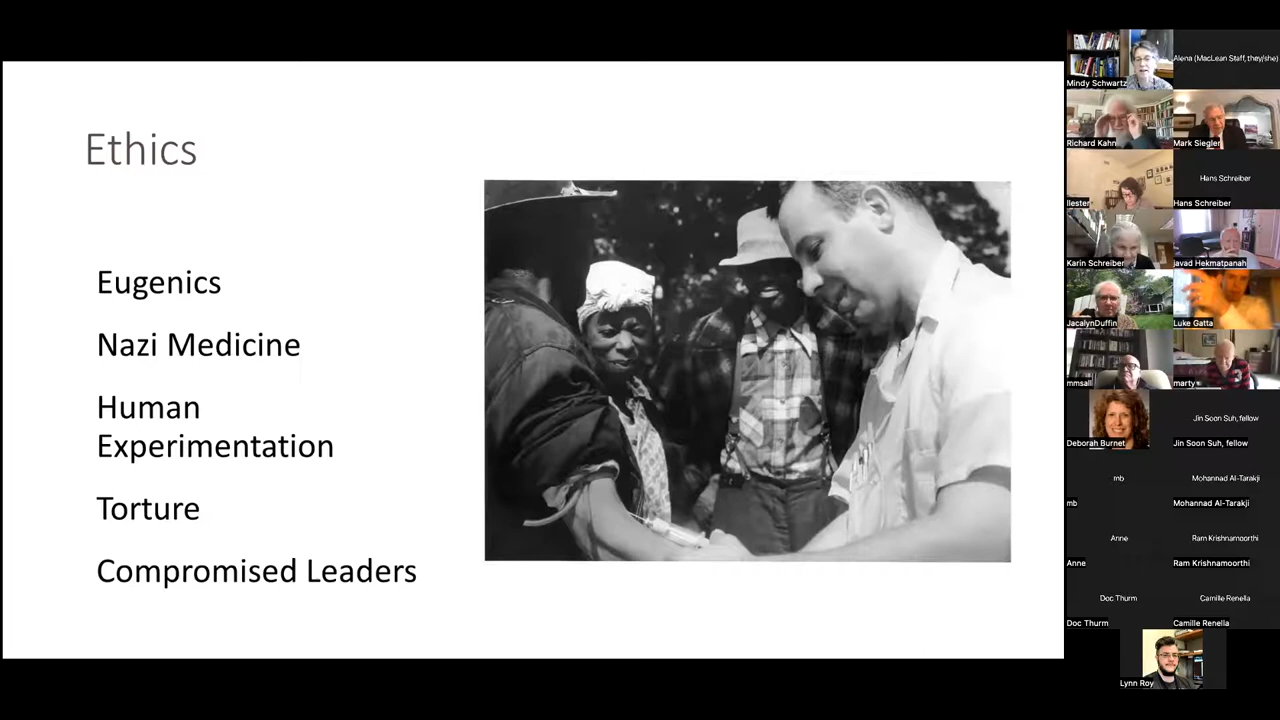 Ethics
Eugenics
Nazi Medicine
Human
Experimentation
Torture
Compromised Leaders
Mindy Schwartz
Alena (MacLean Staff, they/she)
Richard Kahn
Mark Siegler
llester
Hans Schreiber
Hans Schreiber
Karin Schreiber
javad Hekmatpanah
JacalynDuffin
Luke Gatta
mmsall
marty
Deborah Burnet
Jin Soon Suh, fellow
Jin Soon Suh, fellow
mb
mb
Mohannad Al-Tarakji
Mohannad Al-Tarakji
Anne
Anne
Ram Krishnamoorthi
Ram Krishnamoorthi
Doc Thurm
Doc Thurm
Camille Renella
Camille Renella
Lynn Roy